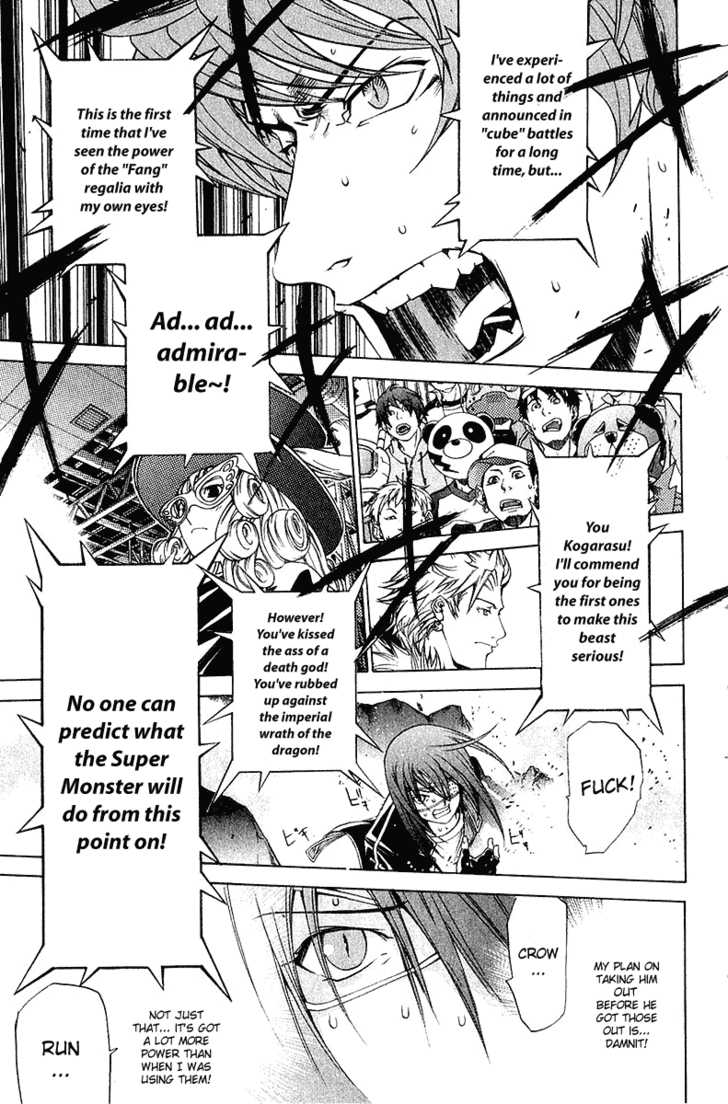 I've experi-
enced a lot of
things and
announced in
"cube" battles
for a long
time, but...
This is the first
time that I've
seen the power
of the "Fang"
regalia with
my own eyes!
Ad... ad...
admira-
ble~!
You
Kogarasu!
I'll commend
you for being
the first ones
to make this
beast
serious!
However!
You've kissed
the ass of a
death god!
You've rubbed
up against
the imperial
wrath of the
dragon!
No one can
predict what
the Super
Monster will
do from this
point on!
FUCK!
ビキ
ビキ
MY PLAN ON
TAKING HIM
OUT
BEFORE HE
GOT THOSE
OUT IS...
DAMNIT!
CROW
...
NOT JUST
THAT... IT'S GOT
A LOT MORE
POWER THAN
WHEN I WAS
USING THEM!
RUN
...